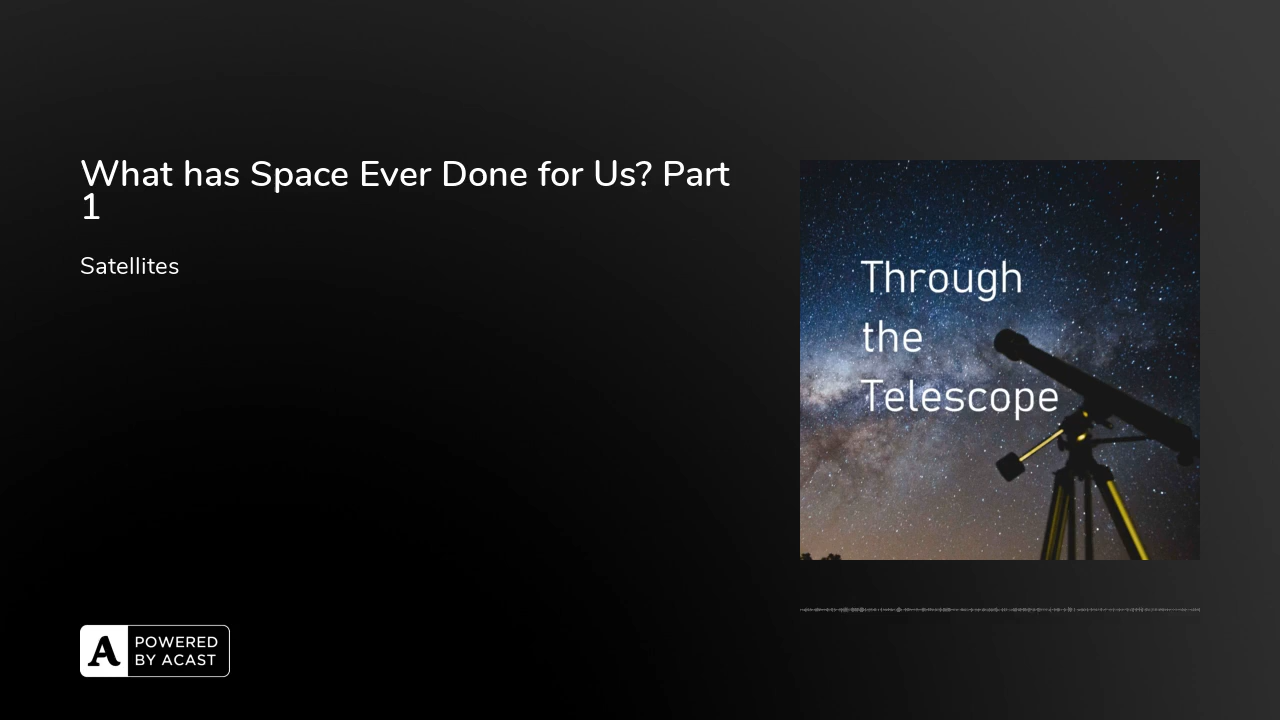 What has Space Ever Done for Us? Part
1
Satellites
Through
the
Telescope
A
POWERED
BY ACAST